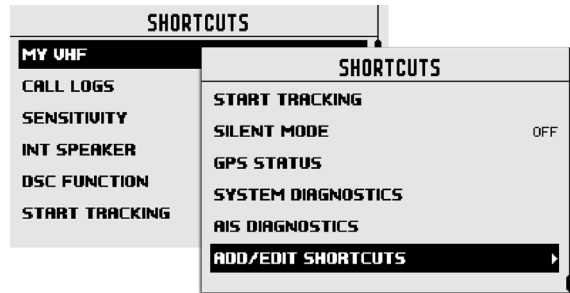 SHORTCUTS
MY VHF
CALL LOGS
SENSITIVITY
INT SPEAKER
DSC FUNCTION
START TRACKING
SHORTCUTS
START TRACKING
SILENT MODE OFF
GPS STATUS
SYSTEM DIAGNOSTICS
AIS DIAGNOSTICS
ADD/EDIT SHORTCUTS